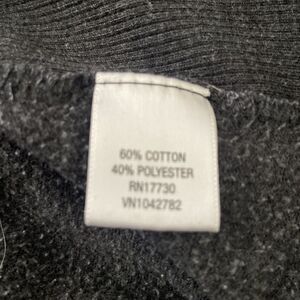 60% COTTON
40% POLYESTER
RN17730
VN1042782